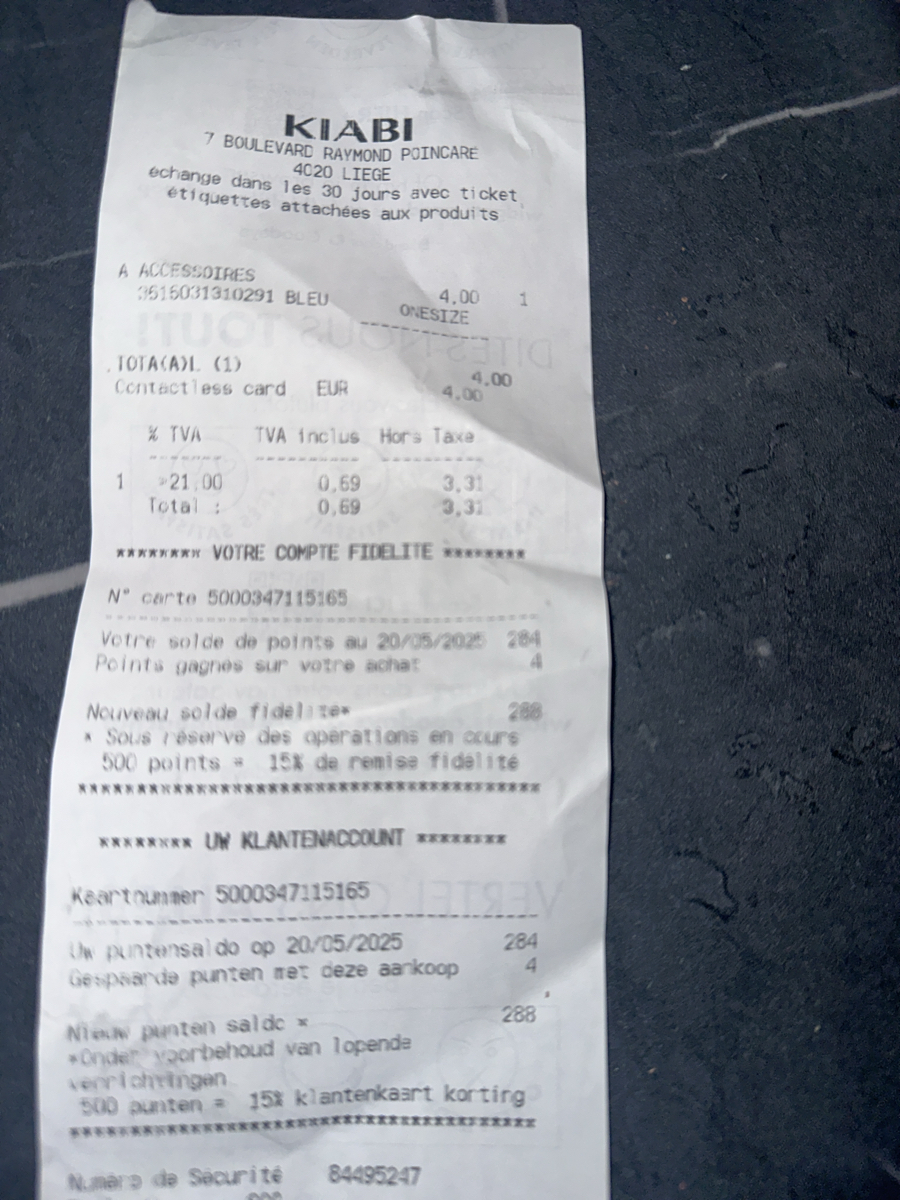 KIABI
7 BOULEVARD RAYMOND POINCARE
4020 LIEGE
échange dans les 30 jours avec ticket
étiquettes attachées aux produits
A ACCESSOIRES
3616031310291 BLEU 4,00 1
ONESIZE
TOTA(A)L (1) 4,00
Contactless card EUR 4,00
% TVA TVA inclus Hors Taxe
1 >21,00 0,69 3,31
Total : 0,69 3,31
******** VOTRE COMPTE FIDELITE ********
N° carte 5000347115165
Votre solde de points au 20/05/2025 284
Points gagnés sur votre achat 4
Nouveau solde fidélité* 288
* Sous réserve des opérations en cours
500 points = 15% de remise fidélité
***************************************
******** UW KLANTENACCOUNT ********
Kaartnummer 5000347115165
Uw puntensaldo op 20/05/2025 284
Gespaarde punten met deze aankoop 4
Nieuw punten saldo * 288
*Onder voorbehoud van lopende
verrichtingen
500 punten = 15% klantenkaart korting
***************************************
Numéro de Sécurité 84495247